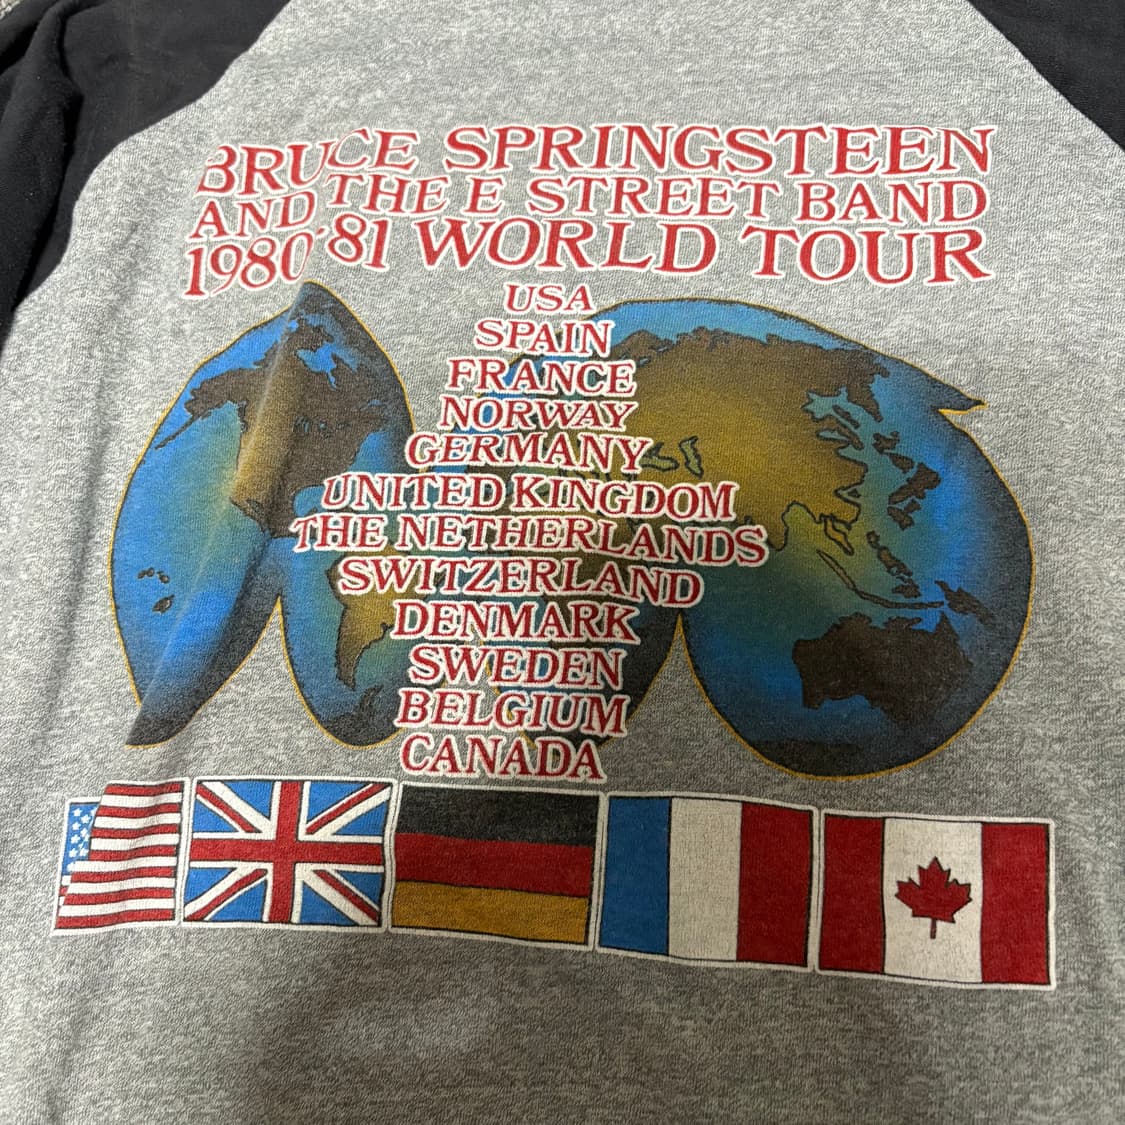 BRUCE SPRINGSTEEN
AND THE E STREET BAND
1980'81 WORLD TOUR
USA
SPAIN
FRANCE
NORWAY
GERMANY
UNITED KINGDOM
THE NETHERLANDS
SWITZERLAND
DENMARK
SWEDEN
BELGIUM
CANADA